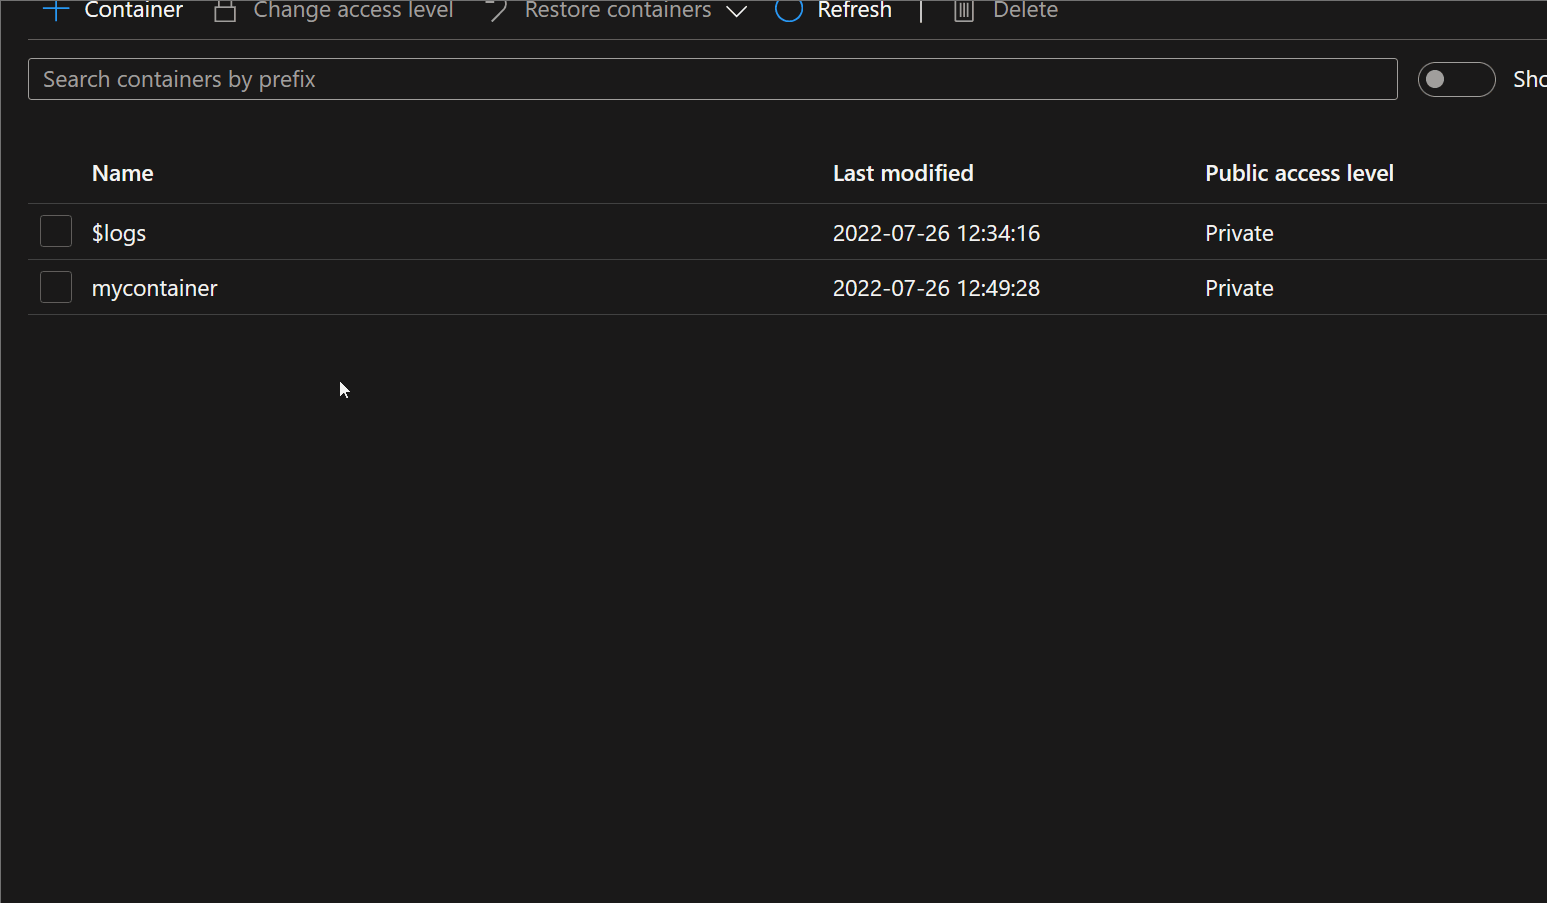 Container Change access level Restore containers Refresh | Delete
Search containers by prefix
Name Last modified Public access level
$logs 2022-07-26 12:34:16 Private
mycontainer 2022-07-26 12:49:28 Private